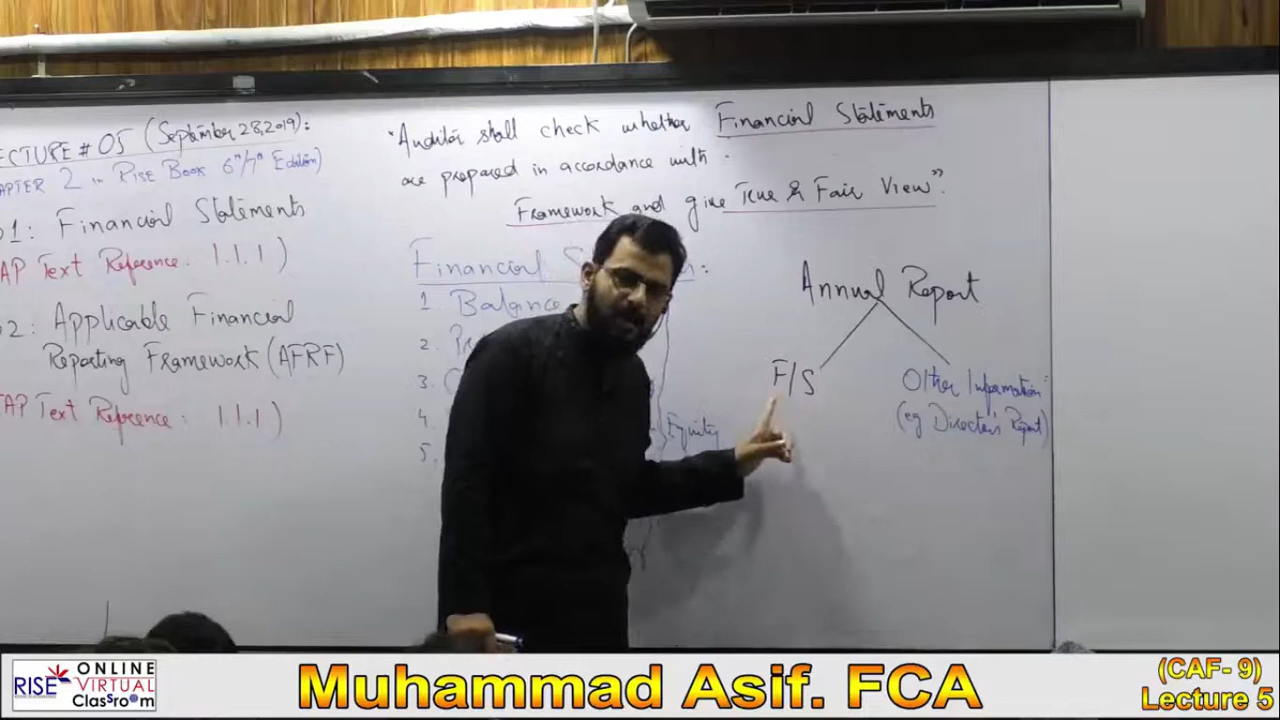 ECTURE # 05 (September 28, 2019):
APTER 2 in RISE BOOK 6th/7th Edition)
1: Financial Statements
AP Text Reference: 1.1.1)
2: Applicable Financial
Reporting Framework (AFRF)
AP Text Reference: 1.1.1)
"Auditor shall check whether Financial Statements
are prepared in accordance with
Framework and give True & Fair View".
Financial
1. Balance
2.
3.
4.
5.
Equity
Annual Report
F/S
Other Information
(eg Director's Report)
RISE
ONLINE
VIRTUAL
Classroom
Muhammad Asif. FCA
(CAF- 9)
Lecture 5